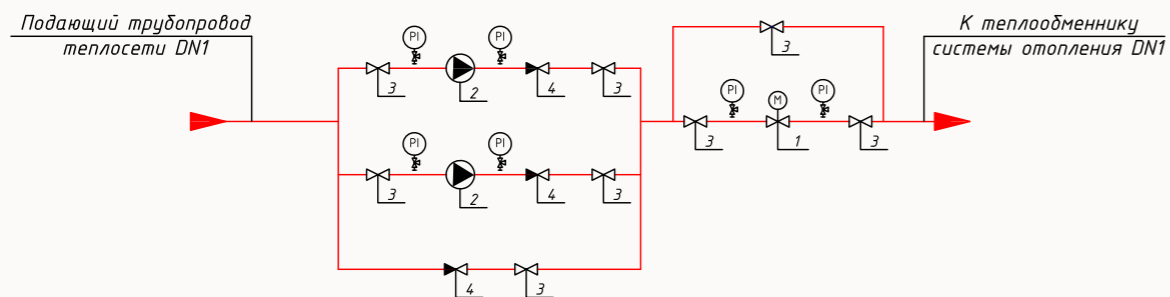 Подающий трубопровод
теплосети DN1
К теплообменнику
системы отопления DN1
3
PI PI
3 2 4 3
PI M PI
3 1 3
PI PI
3 2 4 3
4 3